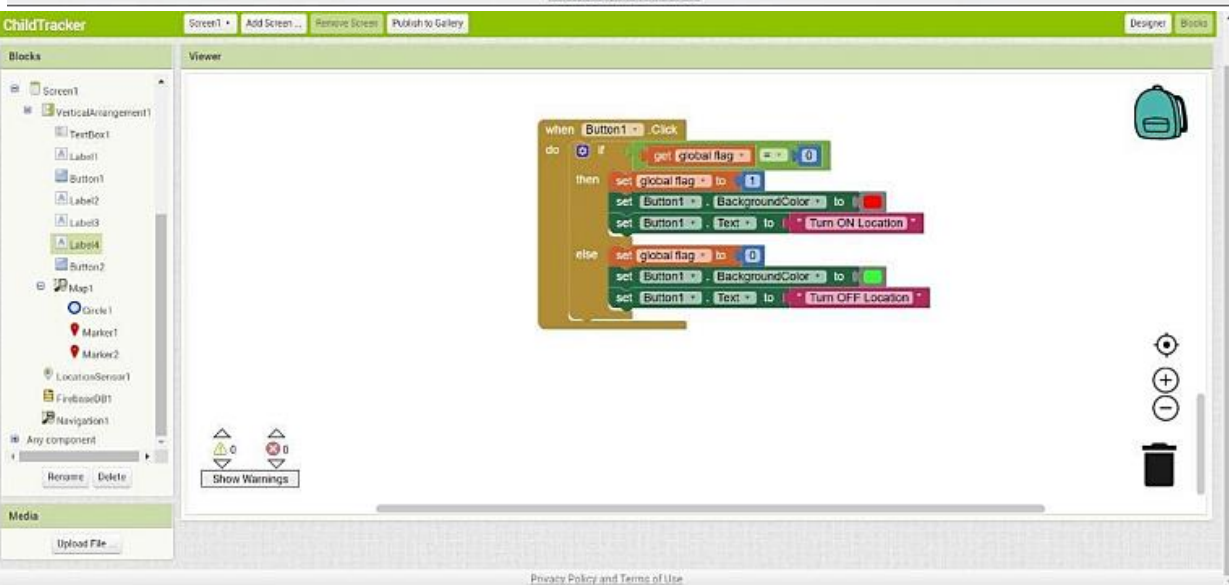 ChildTracker
Screen1 Add Screen ... Remove Screen Publish to Gallery Designer Blocks
Blocks
Viewer
Screen1
VerticalArrangement1
TextBox1
Label1
Button1
Label2
Label3
Label4
Button2
Map1
Circle1
Marker1
Marker2
LocationSensor1
FirebaseDB1
Navigation1
Any component
Rename Delete
Media
Upload File ...
when Button1 .Click
do if get global flag = 0
then set global flag to 1
set Button1 . BackgroundColor to
set Button1 . Text to " Turn ON Location "
else set global flag to 0
set Button1 . BackgroundColor to
set Button1 . Text to " Turn OFF Location "
0 0
Show Warnings
Privacy Policy and Terms of Use